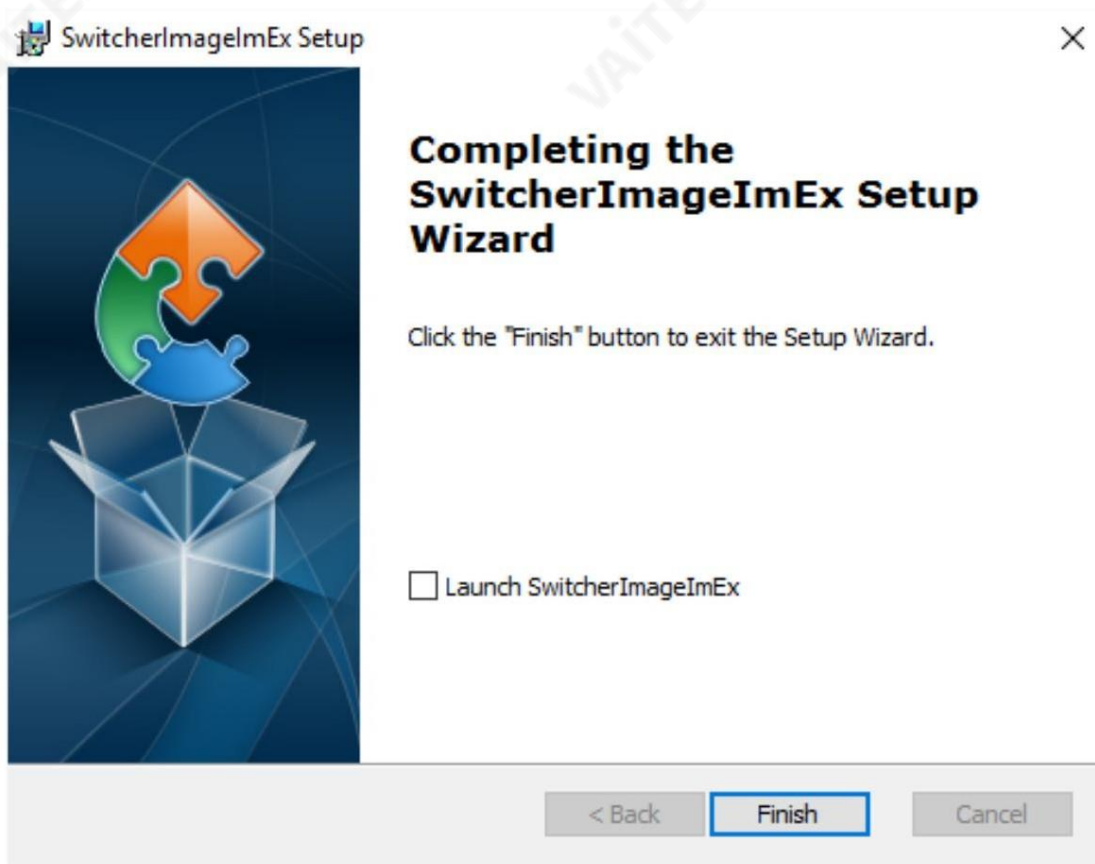 SwitcherImageImEx Setup
Completing the
SwitcherImageImEx Setup
Wizard
Click the "Finish" button to exit the Setup Wizard.
Launch SwitcherImageImEx
< Back
Finish
Cancel